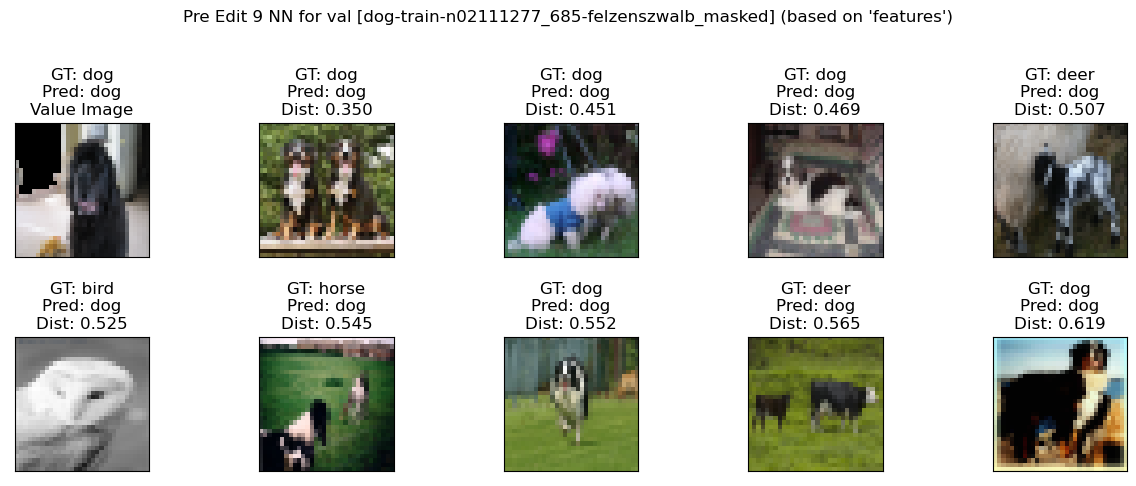 Pre Edit 9 NN for val [dog-train-n02111277_685-felzenszwalb_masked] (based on 'features')
GT: dog
Pred: dog
Value Image
GT: dog
Pred: dog
Dist: 0.350
GT: dog
Pred: dog
Dist: 0.451
GT: dog
Pred: dog
Dist: 0.469
GT: deer
Pred: dog
Dist: 0.507
GT: bird
Pred: dog
Dist: 0.525
GT: horse
Pred: dog
Dist: 0.545
GT: dog
Pred: dog
Dist: 0.552
GT: deer
Pred: dog
Dist: 0.565
GT: dog
Pred: dog
Dist: 0.619